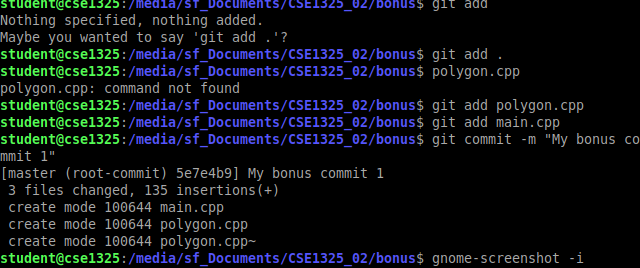 student@cse1325:/media/sf_Documents/CSE1325_02/bonus$ git add
Nothing specified, nothing added.
Maybe you wanted to say 'git add .'?
student@cse1325:/media/sf_Documents/CSE1325_02/bonus$ git add .
student@cse1325:/media/sf_Documents/CSE1325_02/bonus$ polygon.cpp
polygon.cpp: command not found
student@cse1325:/media/sf_Documents/CSE1325_02/bonus$ git add polygon.cpp
student@cse1325:/media/sf_Documents/CSE1325_02/bonus$ git add main.cpp
student@cse1325:/media/sf_Documents/CSE1325_02/bonus$ git commit -m "My bonus co
mmit 1"
[master (root-commit) 5e7e4b9] My bonus commit 1
 3 files changed, 135 insertions(+)
 create mode 100644 main.cpp
 create mode 100644 polygon.cpp
 create mode 100644 polygon.cpp~
student@cse1325:/media/sf_Documents/CSE1325_02/bonus$ gnome-screenshot -i